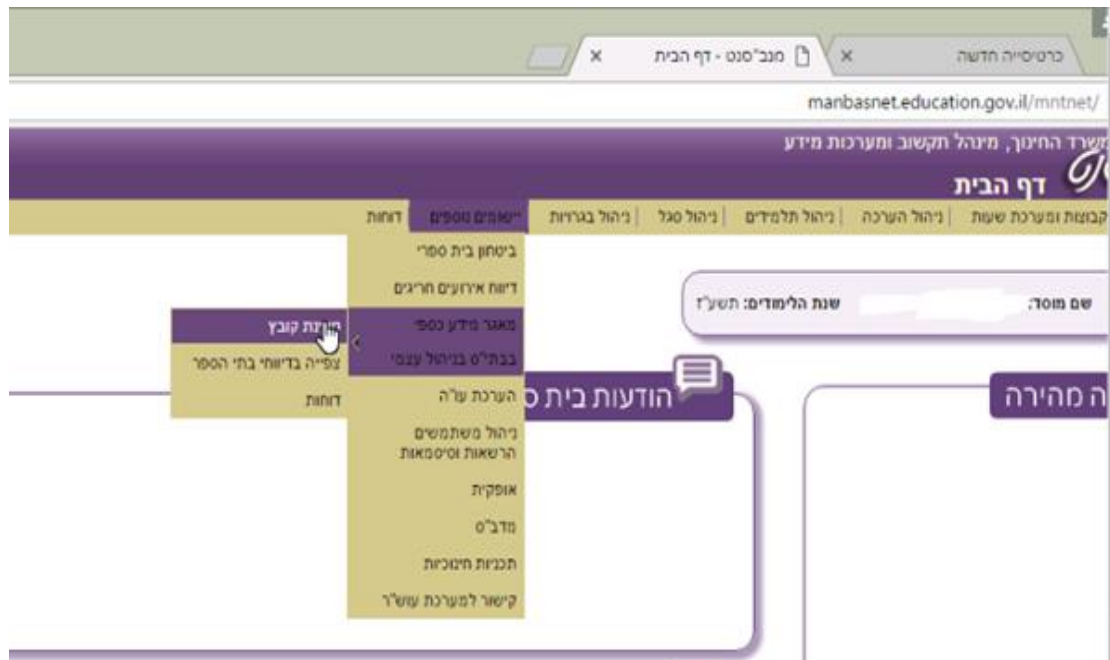 כרטיסייה חדשה
מנב"סנט - דף הבית
manbasnet.education.gov.il/mntnet/
משרד החינוך, מינהל תקשוב ומערכות מידע
דף הבית
קבוצות ומערכת שעות | ניהול הערכה | ניהול תלמידים | ניהול סגל | ניהול בגרויות | יישומים נוספים | דוחות
ביטחון בית ספרי
דיווח אירועים חריגים
מאגר מידע כספי
בבתי"ס בניהול עצמי
הערכת עו"ה
ניהול משתמשים
הרשאות וסיסמאות
אופקית
מדב"ס
תכניות חינוכיות
קישור למערכת עוש"ר
קובץ
צפייה בדיווחי בתי הספר
דוחות
שם מוסד:
שנת הלימודים: תשע"ז
ה מהירה
הודעות בית ס